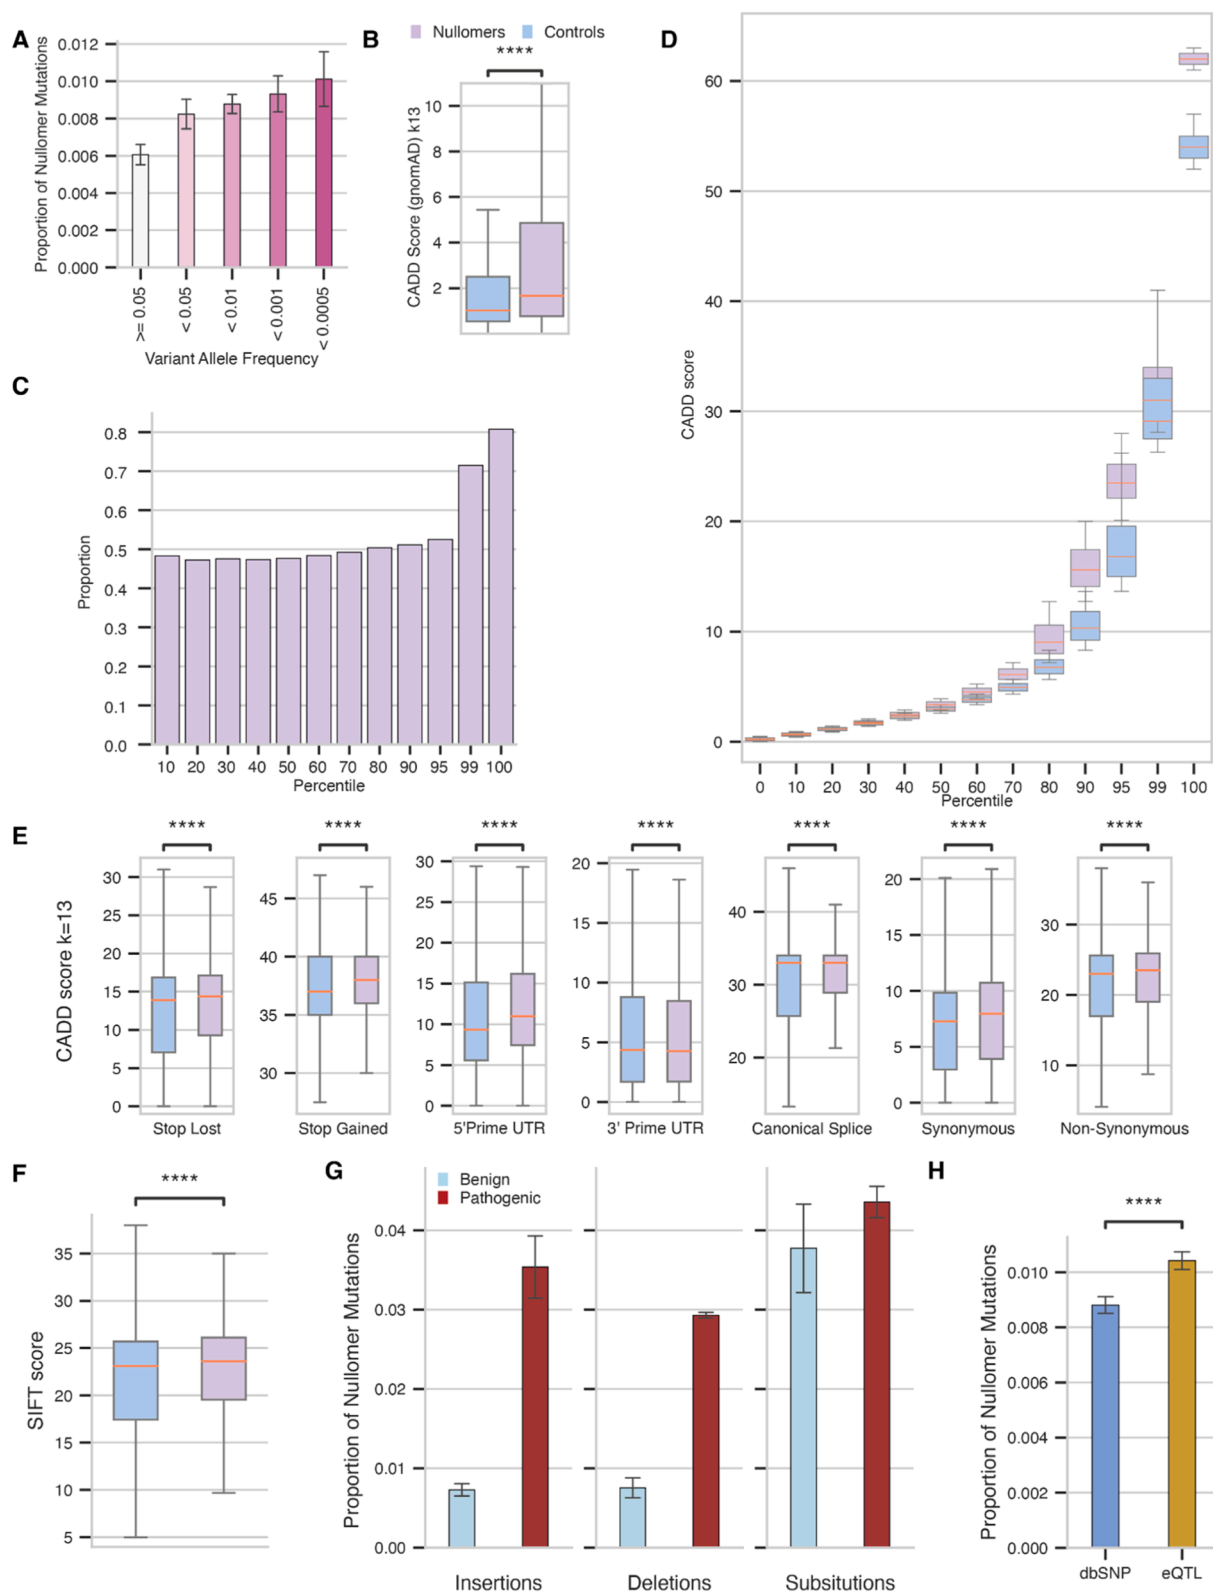 A
Proportion of Nullomer Mutations
0.012
0.010
0.008
0.006
0.004
0.002
0.000
>= 0.05
< 0.05
< 0.01
< 0.001
< 0.0005
Variant Allele Frequency
B
Nullomers Controls
****
CADD Score (gnomAD) k13
10
8
6
4
2
C
Proportion
0.8
0.7
0.6
0.5
0.4
0.3
0.2
0.1
0.0
10 20 30 40 50 60 70 80 90 95 99 100
Percentile
D
CADD score
60
50
40
30
20
10
0
0 10 20 30 40 50 60 70 80 90 95 99 100
Percentile
E
CADD score k=13
****
30
25
20
15
10
5
0
Stop Lost
****
45
40
35
30
Stop Gained
****
30
25
20
15
10
5
0
5'Prime UTR
****
20
15
10
5
0
3' Prime UTR
****
40
30
20
Canonical Splice
****
20
15
10
5
0
Synonymous
****
30
20
10
Non-Synonymous
F
****
SIFT score
35
30
25
20
15
10
5
G
Benign
Pathogenic
Proportion of Nullomer Mutations
0.04
0.03
0.02
0.01
0.00
Insertions
Deletions
Subsitutions
H
****
Proportion of Nullomer Mutations
0.010
0.008
0.006
0.004
0.002
0.000
dbSNP
eQTL